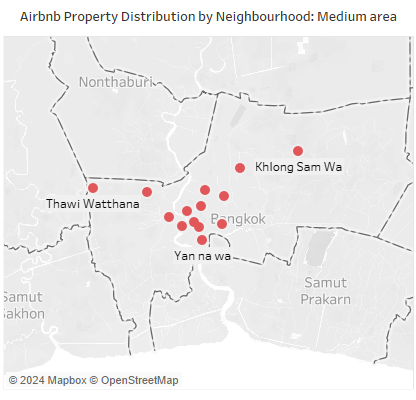 Airbnb Property Distribution by Neighbourhood: Medium area
Nonthaburi
Khlong Sam Wa
Thawi Watthana
Bangkok
Yan na wa
Samut
Prakarn
Samut
Sakhon
© 2024 Mapbox © OpenStreetMap